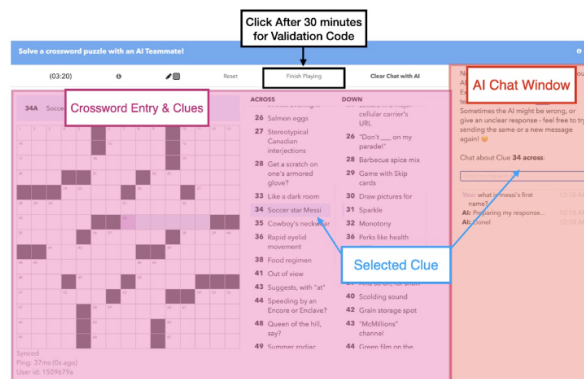 Click After 30 minutes
for Validation Code
Solve a crossword puzzle with an AI Teammate!
(03:20)
Reset
Finish Playing
Clear Chat with AI
34A Soccer
Crossword Entry & Clues
ACROSS
26 Salmon eggs
27 Stereotypical
Canadian
interjections
28 Get a scratch on
one's armored
glove?
33 Like a dark room
34 Soccer star Messi
35 Cowboy's neckwear
36 Rapid eyelid
movement
38 Food regimen
41 Out of view
43 Suggests, with "at"
44 Speeding by an
Encore or Enclave?
48 Queen of the hill,
say?
49 Summer zodiac
DOWN
cellular carrier's
URL
26 "Don't ___ on my
parade!"
28 Barbecue spice mix
29 Game with Skip
cards
30 Draw pictures for
31 Sparkle
32 Monotony
36 Perks like health
40 Scolding sound
42 Grain storage spot
43 "McMillions"
channel
44 Green film on the
AI Chat Window
Sometimes the AI might be wrong, or
give an unclear response - feel free to try
sending the same or a new message
again!
Chat about Clue 34 across:
You: what is messi's first
name?
AI: Preparing my response...
AI: Lionel
Selected Clue
Synced
Ping: 37ms (0s ago)
User id: 1509679a